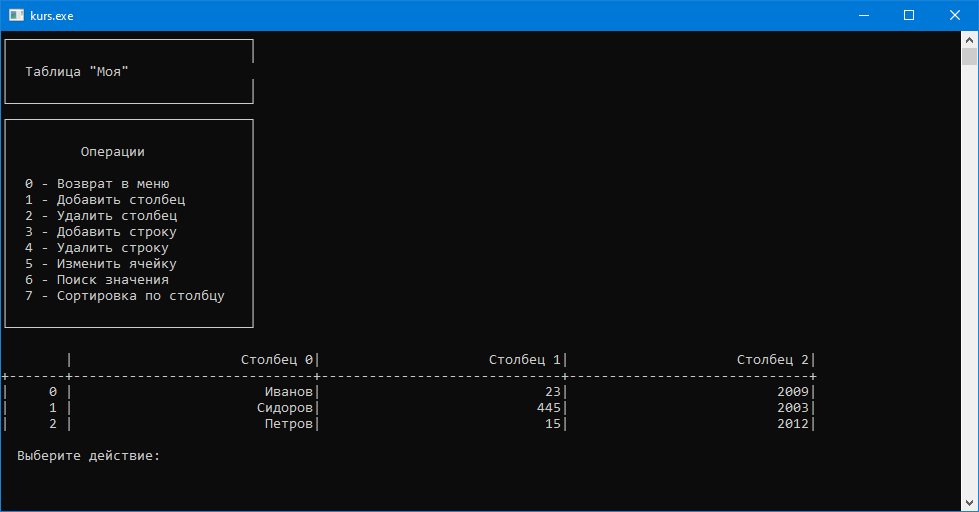 kurs.exe
Таблица "Моя"
Операции
0 - Возврат в меню
1 - Добавить столбец
2 - Удалить столбец
3 - Добавить строку
4 - Удалить строку
5 - Изменить ячейку
6 - Поиск значения
7 - Сортировка по столбцу
| Столбец 0| Столбец 1| Столбец 2|
+-------+------------------------------+------------------------------+------------------------------+
| 0 | Иванов| 23| 2009|
| 1 | Сидоров| 445| 2003|
| 2 | Петров| 15| 2012|
Выберите действие: